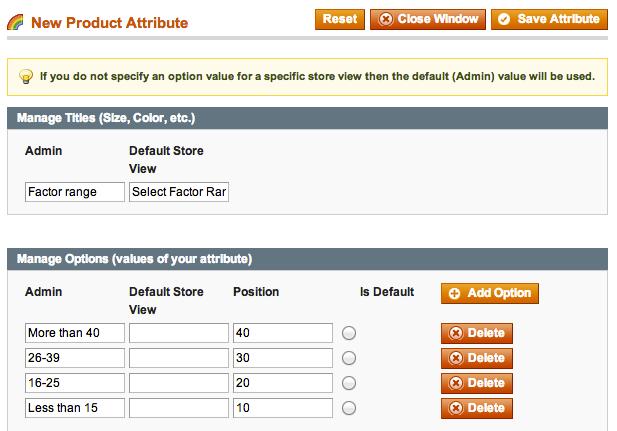 New Product Attribute
Reset
Close Window
Save Attribute
If you do not specify an option value for a specific store view then the default (Admin) value will be used.
Manage Titles (Size, Color, etc.)
Admin
Default Store
View
Factor range
Select Factor Rar
Manage Options (values of your attribute)
Admin
Default Store
View
Position
Is Default
Add Option
More than 40
40
Delete
26-39
30
Delete
16-25
20
Delete
Less than 15
10
Delete